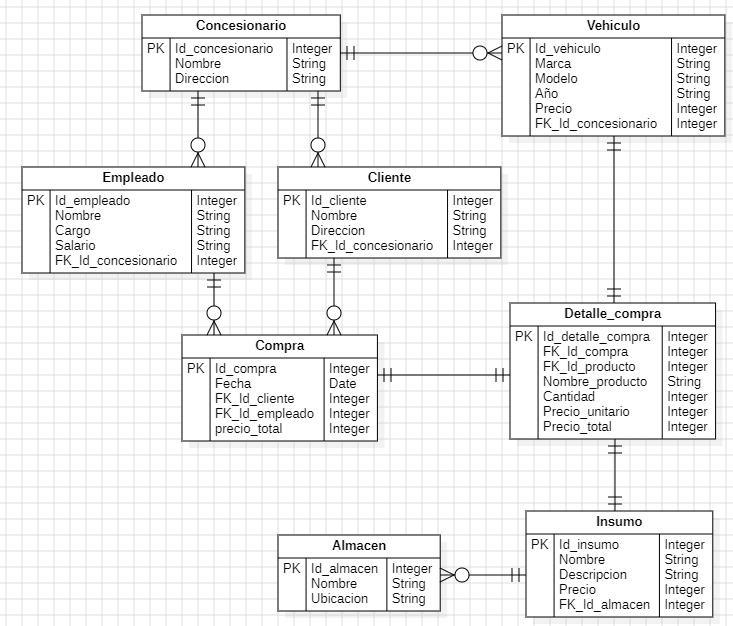 Concesionario
PK Id_concesionario Integer
Nombre String
Direccion String
Vehiculo
PK Id_vehiculo Integer
Marca String
Modelo String
Año String
Precio Integer
FK_Id_concesionario Integer
Empleado
PK Id_empleado Integer
Nombre String
Cargo String
Salario String
FK_Id_concesionario Integer
Cliente
PK Id_cliente Integer
Nombre String
Direccion String
FK_Id_concesionario Integer
Compra
PK Id_compra Integer
Fecha Date
FK_Id_cliente Integer
FK_Id_empleado Integer
precio_total Integer
Detalle_compra
PK Id_detalle_compra Integer
FK_Id_compra Integer
FK_Id_producto Integer
Nombre_producto String
Cantidad Integer
Precio_unitario Integer
Precio_total Integer
Almacen
PK Id_almacen Integer
Nombre String
Ubicacion String
Insumo
PK Id_insumo Integer
Nombre String
Descripcion String
Precio Integer
FK_Id_almacen Integer